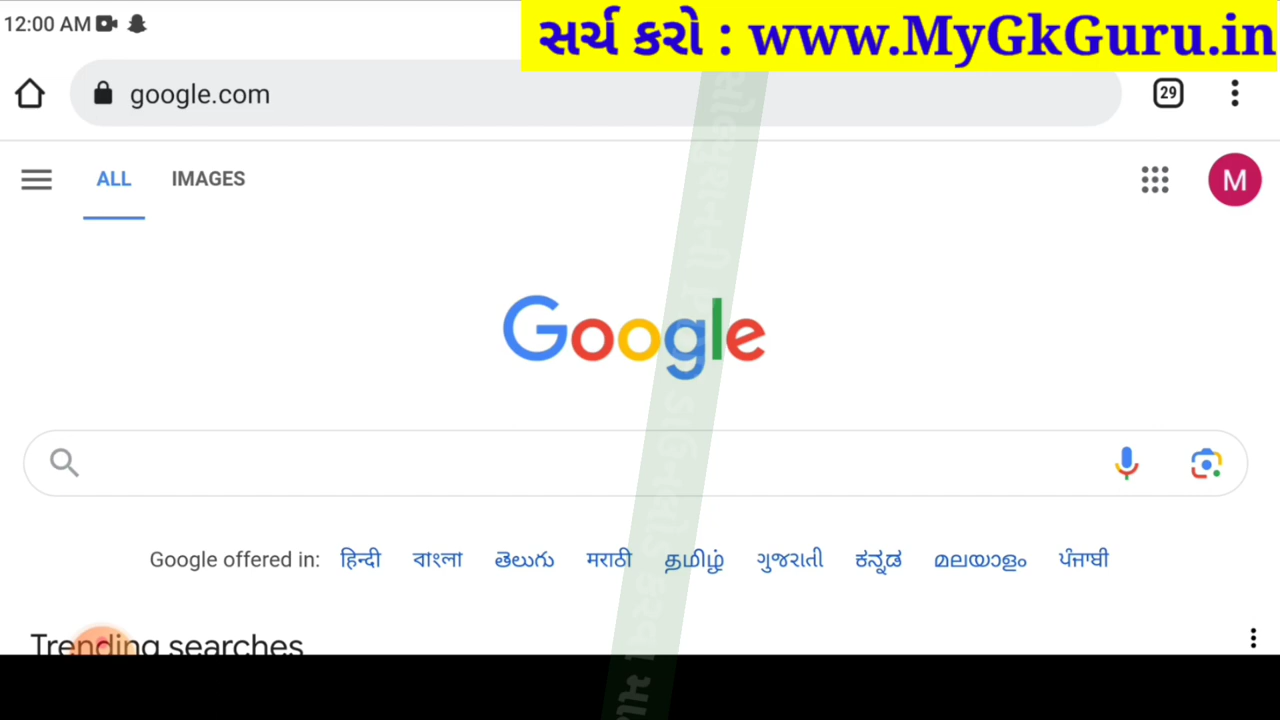 12:00 AM
સર્ચ કરો : www.MyGkGuru.in
google.com
29
ALL IMAGES
M
Google
Google offered in: हिन्दी বাংলা తెలుగు मराठी தமிழ் ગુજરાતી ಕನ್ನಡ മലയാളം ਪੰਜਾਬੀ
Trending searches